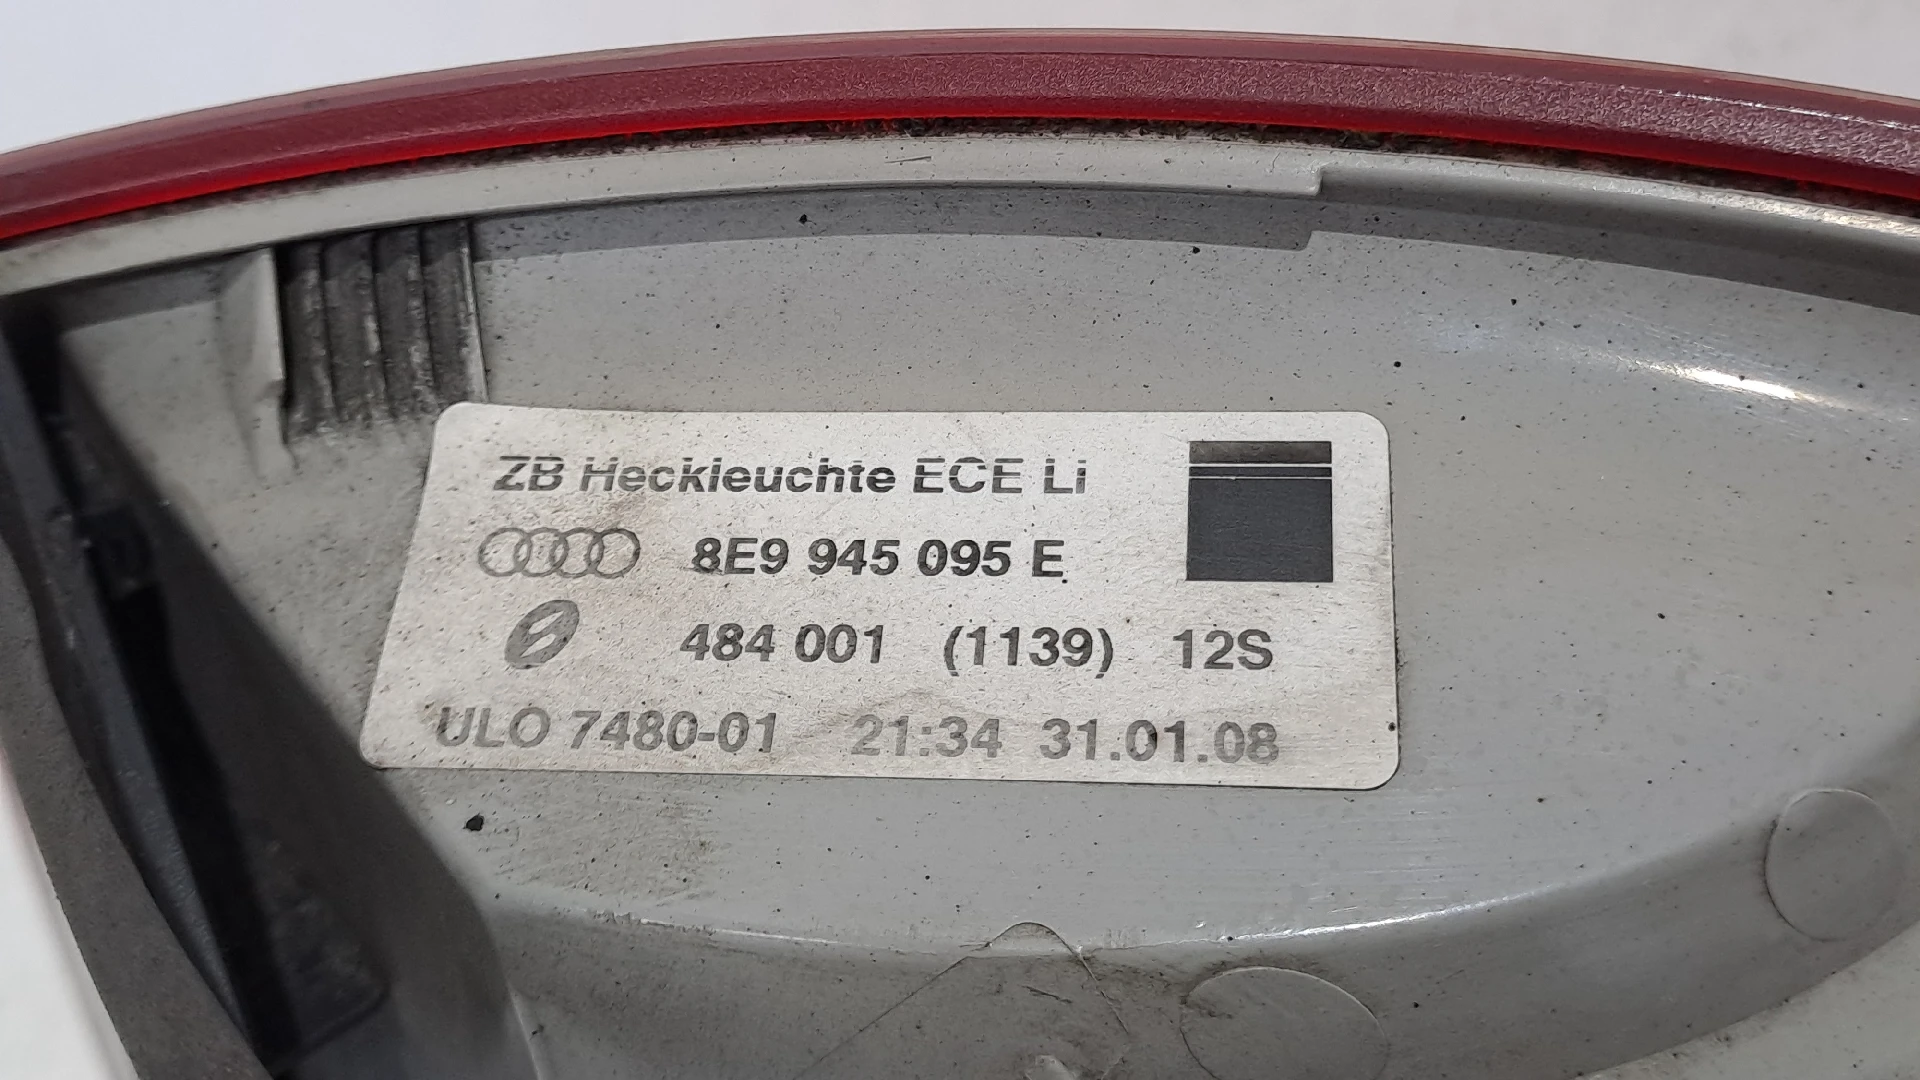 ZB Heckleuchte ECE Li
8E9 945 095 E
484 001 (1139) 12S
ULO 7480-01 21:34 31.01.08